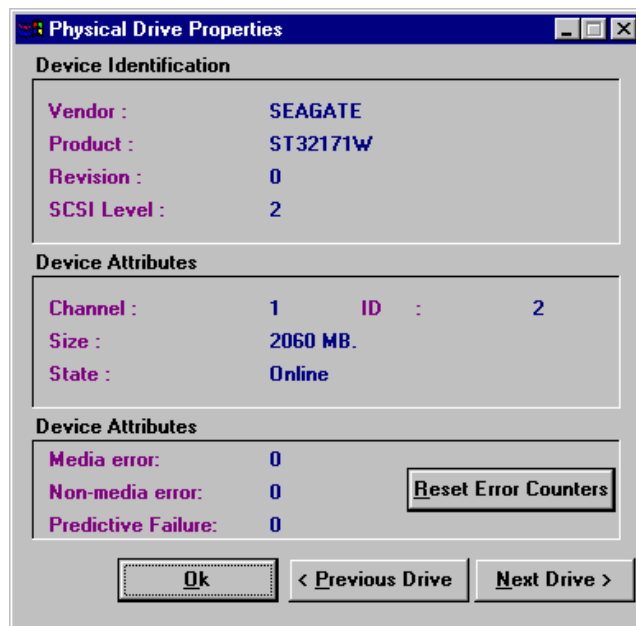 Physical Drive Properties
Device Identification
Vendor : SEAGATE
Product : ST32171W
Revision : 0
SCSI Level : 2
Device Attributes
Channel : 1 ID : 2
Size : 2060 MB.
State : Online
Device Attributes
Media error: 0
Non-media error: 0
Reset Error Counters
Predictive Failure: 0
Ok < Previous Drive Next Drive >